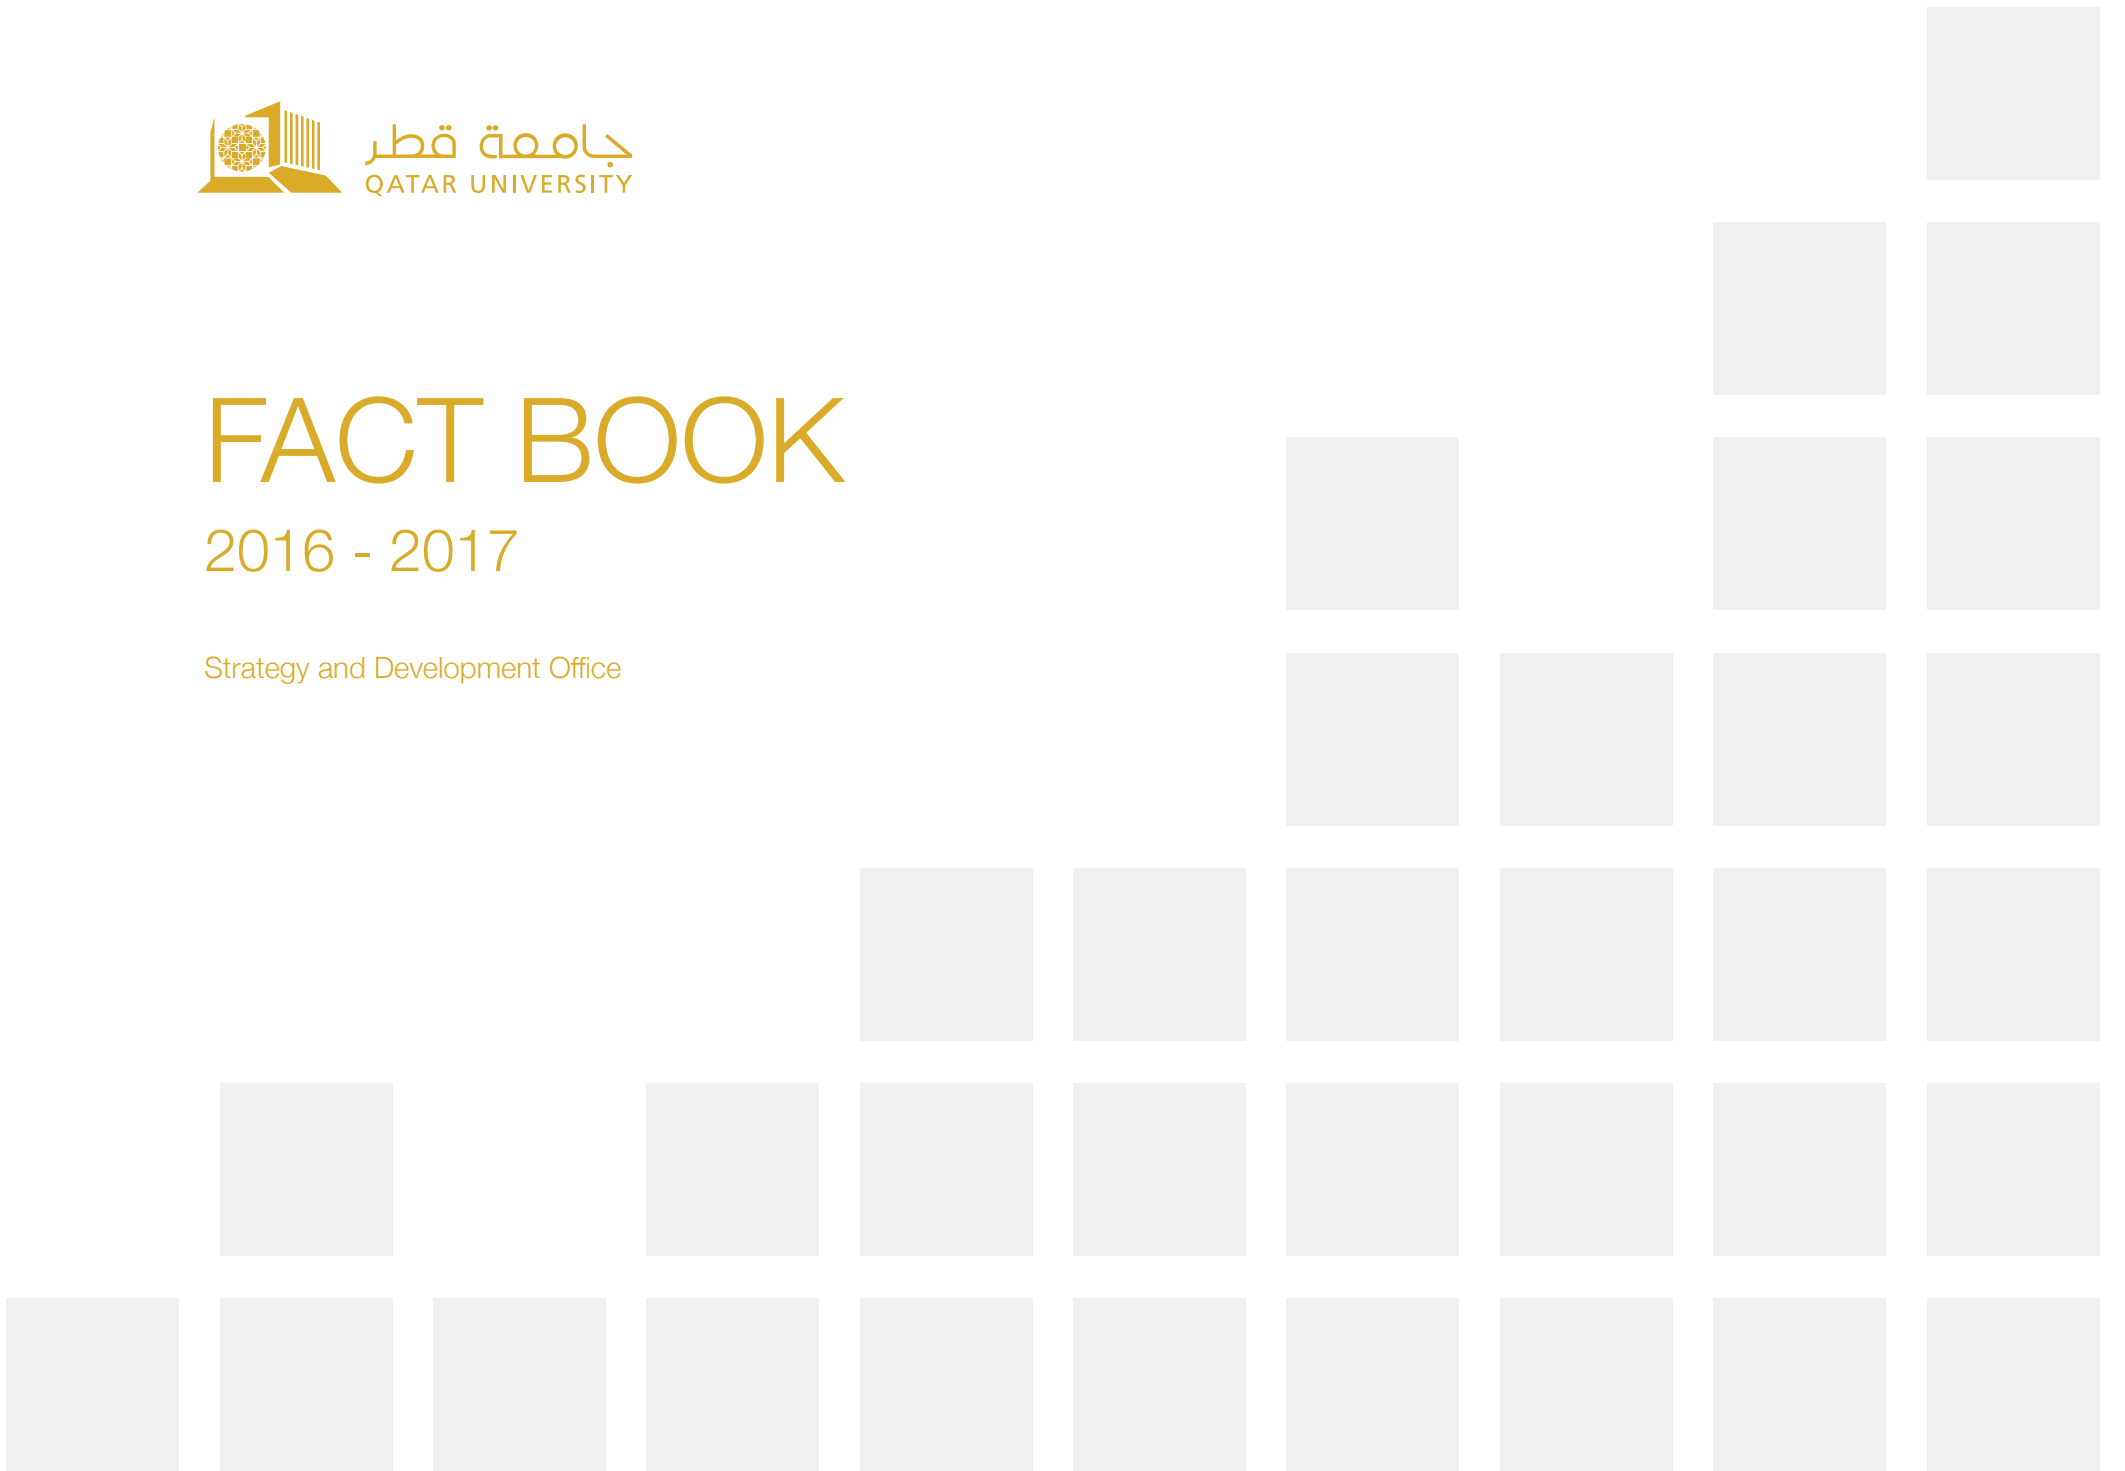 جامعة قطر
QATAR UNIVERSITY
FACT BOOK
2016 - 2017
Strategy and Development Office